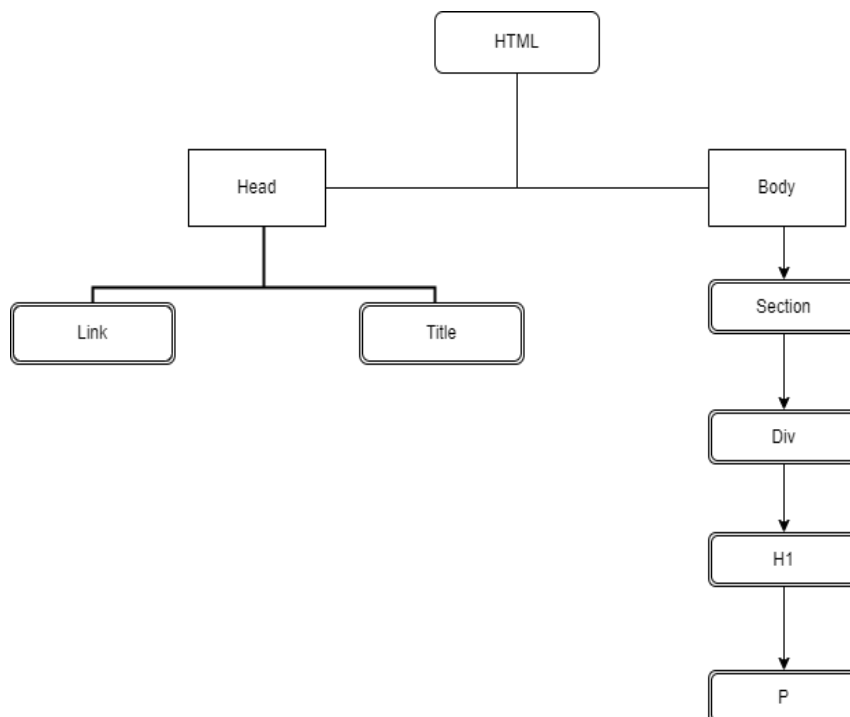 HTML
Head
Body
Section
Link
Title
Div
H1
P